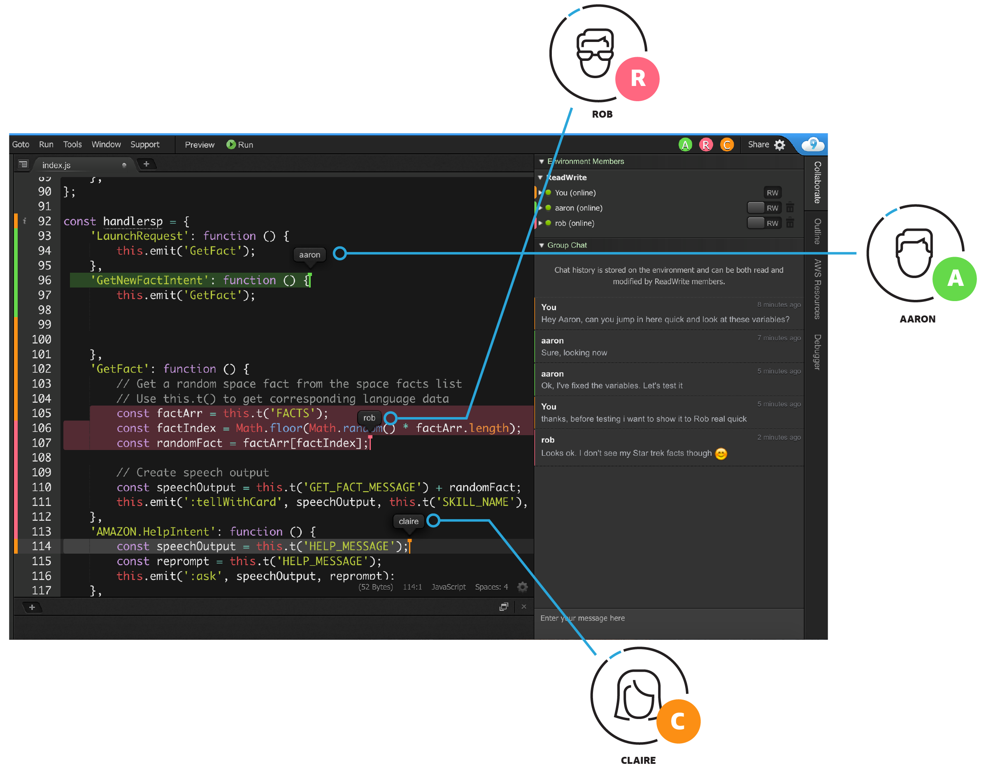 R
ROB
Goto Run Tools Window Support Preview Run A R C Share 9
index.js
Environment Members
ReadWrite
You (online) RW
aaron (online) RW
rob (online) RW
Group Chat
Chat history is stored on the environment and can be both read and
modified by ReadWrite members.
You 8 minutes ago
Hey Aaron, can you jump in here quick and look at these variables?
aaron 7 minutes ago
Sure, looking now
aaron 5 minutes ago
Ok, I've fixed the variables. Let's test it
You 5 minutes ago
thanks, before testing i want to show it to Rob real quick
rob 2 minutes ago
Looks ok. I don't see my Star trek facts though 😊
Enter your message here
Collaborate
Outline
AWS Resources
Debugger
89 },
90 };
91
i 92 const handlersp = {
93 'LaunchRequest': function () {
94 this.emit('GetFact');
aaron
95 },
96 'GetNewFactIntent': function () {
97 this.emit('GetFact');
98
99
100
101 },
102 'GetFact': function () {
103 // Get a random space fact from the space facts list
104 // Use this.t() to get corresponding language data
105 const factArr = this.t('FACTS');
rob
106 const factIndex = Math.floor(Math.random() * factArr.length);
107 const randomFact = factArr[factIndex];
108
109 // Create speech output
110 const speechOutput = this.t('GET_FACT_MESSAGE') + randomFact;
111 this.emit(':tellWithCard', speechOutput, this.t('SKILL_NAME'),
112 },
claire
113 'AMAZON.HelpIntent': function () {
114 const speechOutput = this.t('HELP_MESSAGE');
115 const reprompt = this.t('HELP_MESSAGE');
116 this.emit(':ask', speechOutput, reprompt);
117 },
(52 Bytes) 114:1 JavaScript Spaces: 4
A
AARON
C
CLAIRE